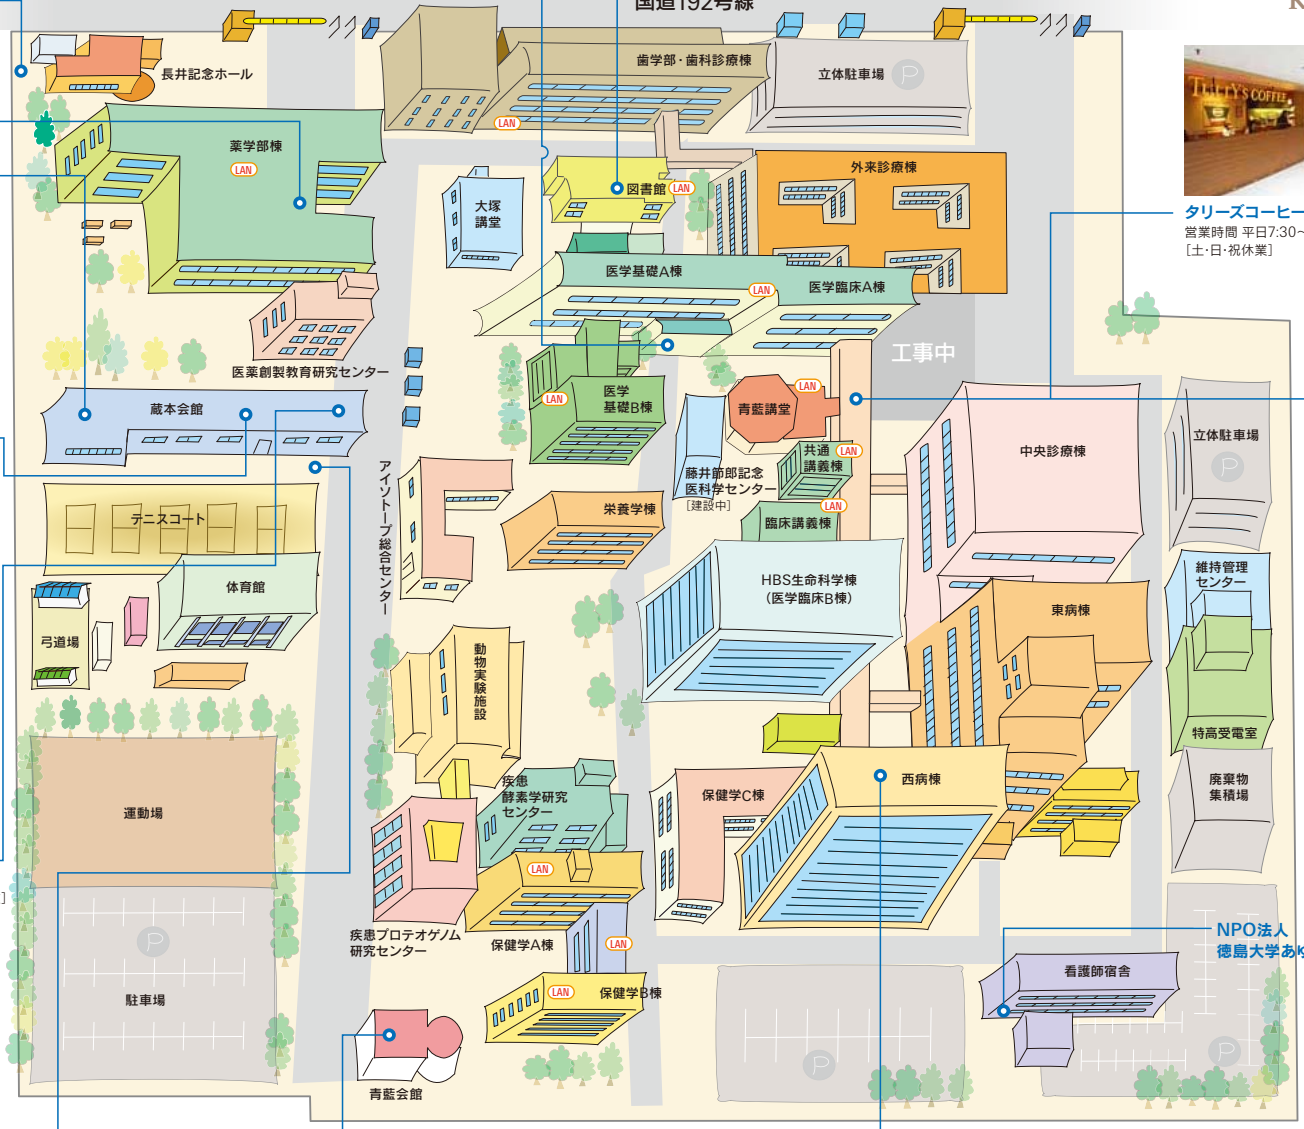 国道192号線
K
長井記念ホール
歯学部・歯科診療棟
立体駐車場
P
LAN
薬学部棟
LAN
外来診療棟
図書館
LAN
大塚
講堂
TULLY'S COFFEE
タリーズコーヒー
営業時間 平日7:30～
[土・日・祝休業]
医学基礎A棟
LAN
医学臨床A棟
工事中
医薬創製教育研究センター
蔵本会館
LAN
医学
基礎B棟
青藍講堂
LAN
共通
講義棟
LAN
中央診療棟
立体駐車場
P
藤井節郎記念
医科学センター
[建設中]
アイソトープ総合センター
テニスコート
栄養学棟
LAN
臨床講義棟
体育館
HBS生命科学棟
（医学臨床B棟）
維持管理
センター
東病棟
弓道場
動物実験施設
特高受電室
疾患
酵素学研究
センター
保健学C棟
西病棟
廃棄物
集積場
運動場
LAN
]
疾患プロテオゲノム
研究センター
保健学A棟
LAN
NPO法人
徳島大学あゆ
P
駐車場
LAN
保健学B棟
看護師宿舎
P
P
青藍会館